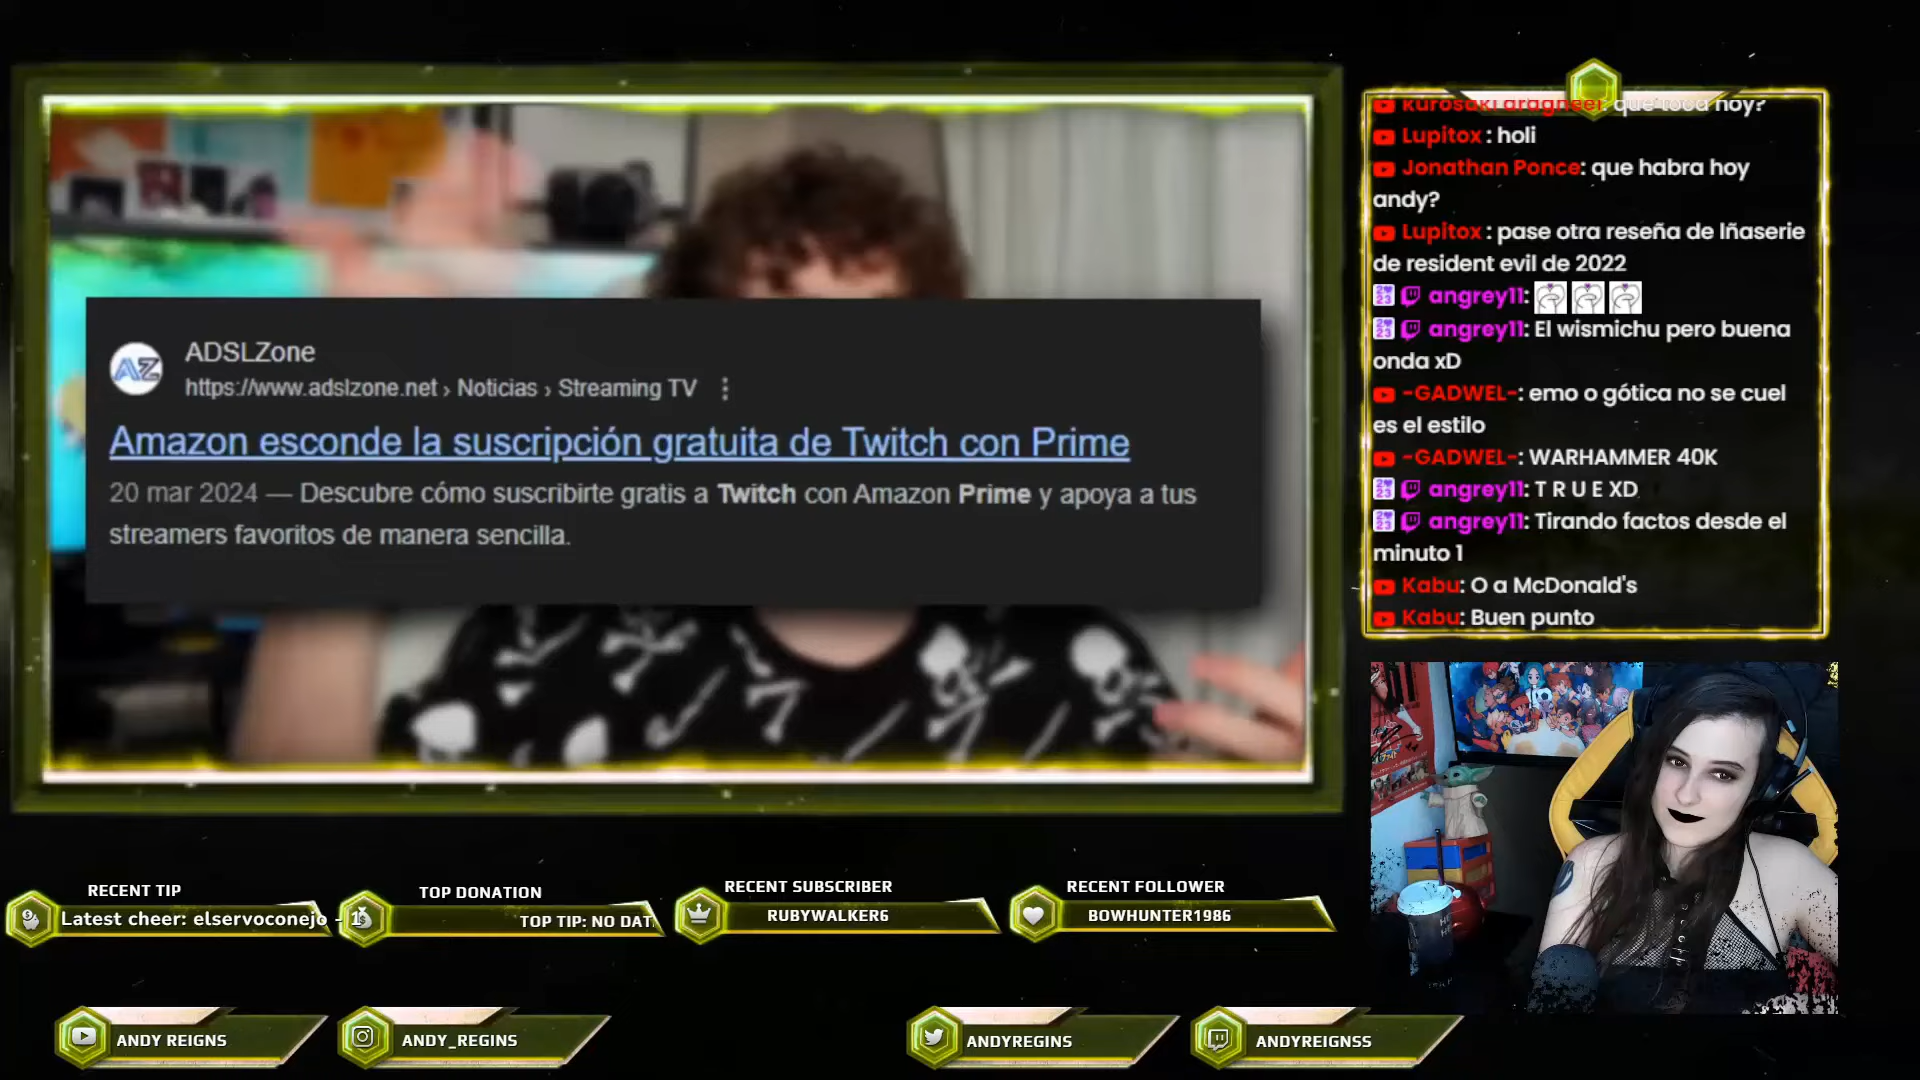 ADSLZone
https://www.adslzone.net › Noticias › Streaming TV
Amazon esconde la suscripción gratuita de Twitch con Prime
20 mar 2024 — Descubre cómo suscribirte gratis a Twitch con Amazon Prime y apoya a tus
streamers favoritos de manera sencilla.
hoy?
Lupitox : holi
Jonathan Ponce: que habra hoy
andy?
Lupitox : pase otra reseña de lñaserie
de resident evil de 2022
angrey11:
angrey11: El wismichu pero buena
onda xD
-GADWEL-: emo o gótica no se cuel
es el estilo
-GADWEL-: WARHAMMER 40K
angrey11: T R U E XD
angrey11: Tirando factos desde el
minuto 1
Kabu: O a McDonald's
Kabu: Buen punto
RECENT TIP
Latest cheer: elservoconejo - 1
TOP DONATION
TOP TIP: NO DAT
RECENT SUBSCRIBER
RUBYWALKER6
RECENT FOLLOWER
BOWHUNTER1986
ANDY REIGNS
ANDY_REGINS
ANDYREGINS
ANDYREIGNSS